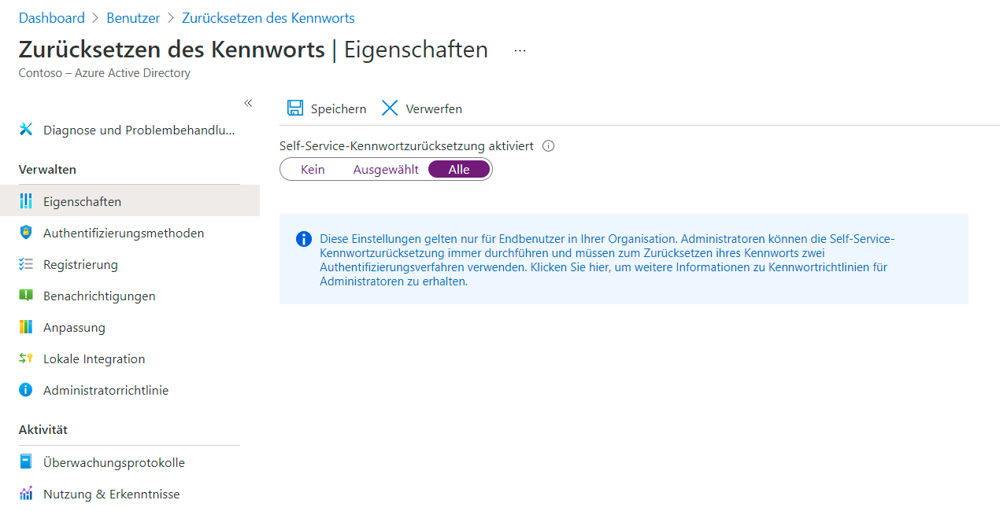 Dashboard > Benutzer > Zurücksetzen des Kennworts
Zurücksetzen des Kennworts | Eigenschaften ...
Contoso – Azure Active Directory
«
Diagnose und Problembehandlu...
Verwalten
Eigenschaften
Authentifizierungsmethoden
Registrierung
Benachrichtigungen
Anpassung
Lokale Integration
Administratorrichtlinie
Aktivität
Überwachungsprotokolle
Nutzung & Erkenntnisse
Speichern Verwerfen
Self-Service-Kennwortzurücksetzung aktiviert
Kein Ausgewählt Alle
Diese Einstellungen gelten nur für Endbenutzer in Ihrer Organisation. Administratoren können die Self-Service-
Kennwortzurücksetzung immer durchführen und müssen zum Zurücksetzen ihres Kennworts zwei
Authentifizierungsverfahren verwenden. Klicken Sie hier, um weitere Informationen zu Kennwortrichtlinien für
Administratoren zu erhalten.